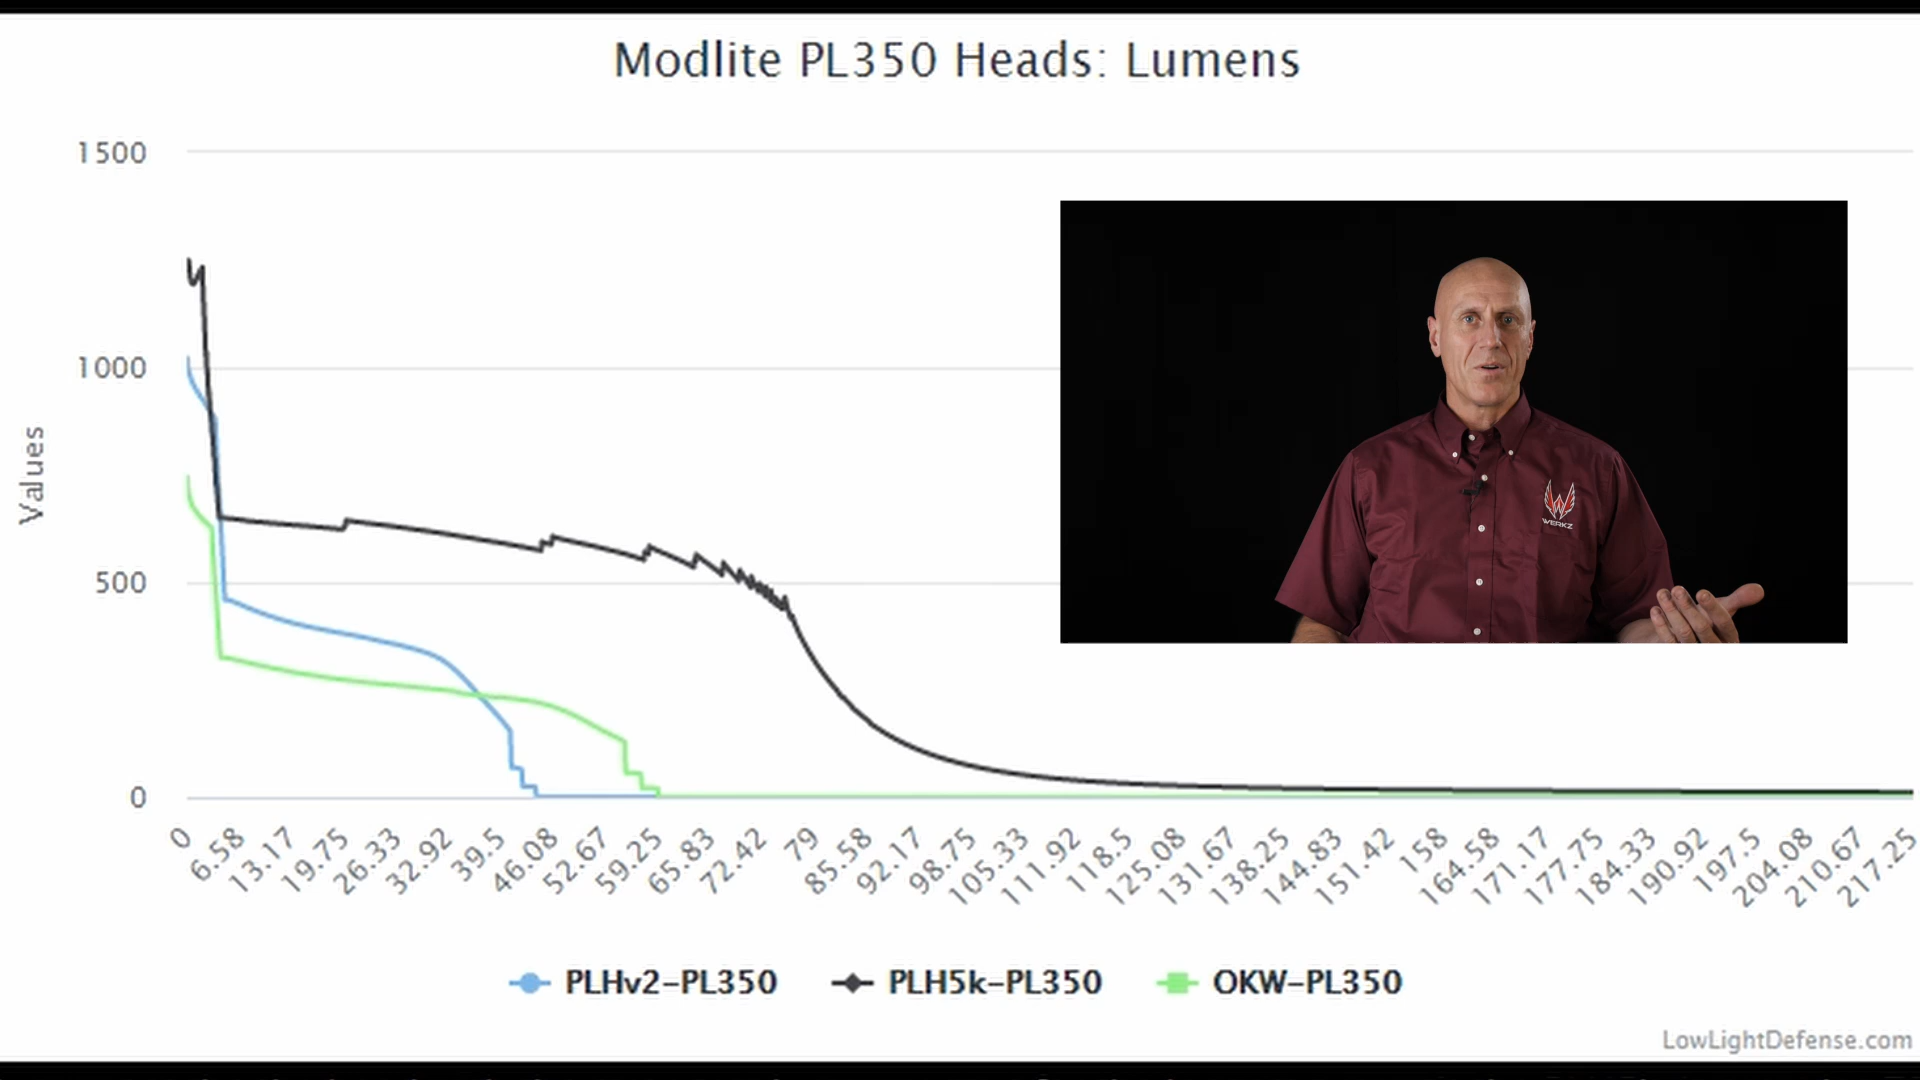 Modlite PL350 Heads: Lumens
1500
1000
500
0
Values
WERKZ
0 6.58 13.17 19.75 26.33 32.92 39.5 46.08 52.67 59.25 65.83 72.42 79 85.58 92.17 98.75 105.33 111.92 118.5 125.08 131.67 138.25 144.83 151.42 158 164.58 171.17 177.75 184.33 190.92 197.5 204.08 210.67 217.25
PLHv2-PL350 PLH5k-PL350 OKW-PL350
LowLightDefense.com